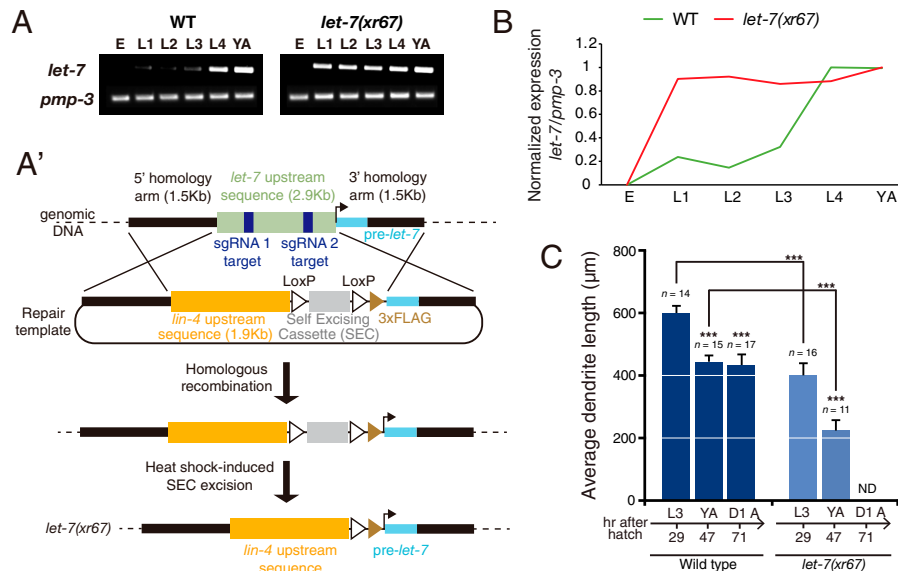 A
WT
let-7(xr67)
E L1 L2 L3 L4 YA
E L1 L2 L3 L4 YA
let-7
pmp-3
B
WT
let-7(xr67)
Normalized expression
let-7/pmp-3
1
0.8
0.6
0.4
0.2
0
E L1 L2 L3 L4 YA
A'
5' homology
arm (1.5Kb)
let-7 upstream
sequence (2.9Kb)
3' homology
arm (1.5Kb)
genomic
DNA
sgRNA 1
target
sgRNA 2
target
pre-let-7
LoxP
LoxP
Repair
template
lin-4 upstream
sequence (1.9Kb)
Self Excising
Cassette (SEC)
3xFLAG
Homologous
recombination
Heat shock-induced
SEC excision
let-7(xr67)
lin-4 upstream
sequence
pre-let-7
C
Average dendrite length (μm)
800
600
400
200
0
***
***
n = 14
***
n = 15
***
n = 17
n = 16
***
n = 11
ND
L3 YA D1 A
L3 YA D1 A
hr after
hatch
29 47 71
29 47 71
Wild type
let-7(xr67)